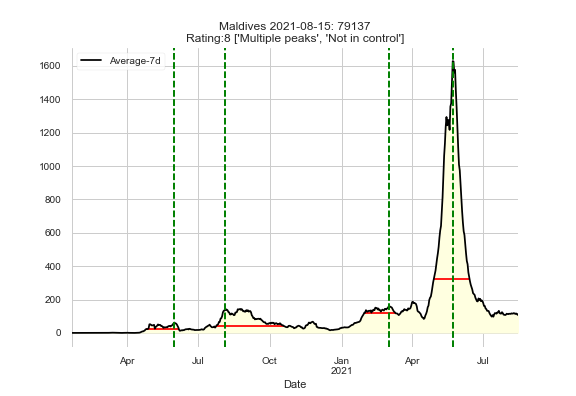 Maldives 2021-08-15: 79137
Rating:8 ['Multiple peaks', 'Not in control']
Average-7d
1600
1400
1200
1000
800
600
400
200
0
Apr Jul Oct Jan Apr Jul
2021
Date